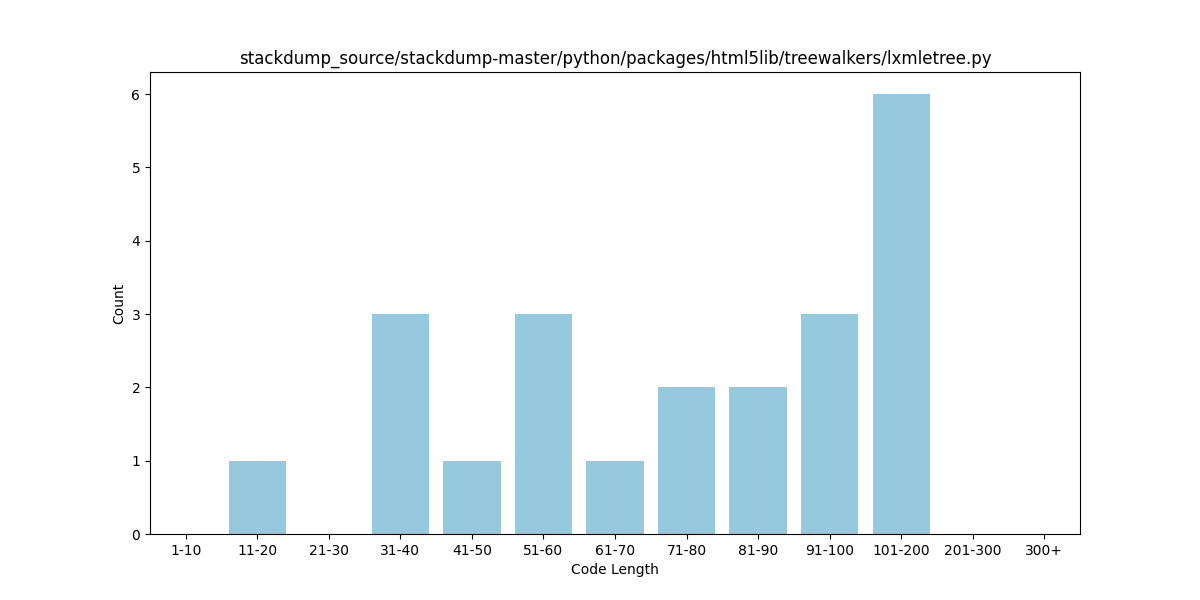 stackdump_source/stackdump-master/python/packages/html5lib/treewalkers/lxmletree.py
6
5
4
3
2
1
0
Count
1-10 11-20 21-30 31-40 41-50 51-60 61-70 71-80 81-90 91-100 101-200 201-300 300+
Code Length